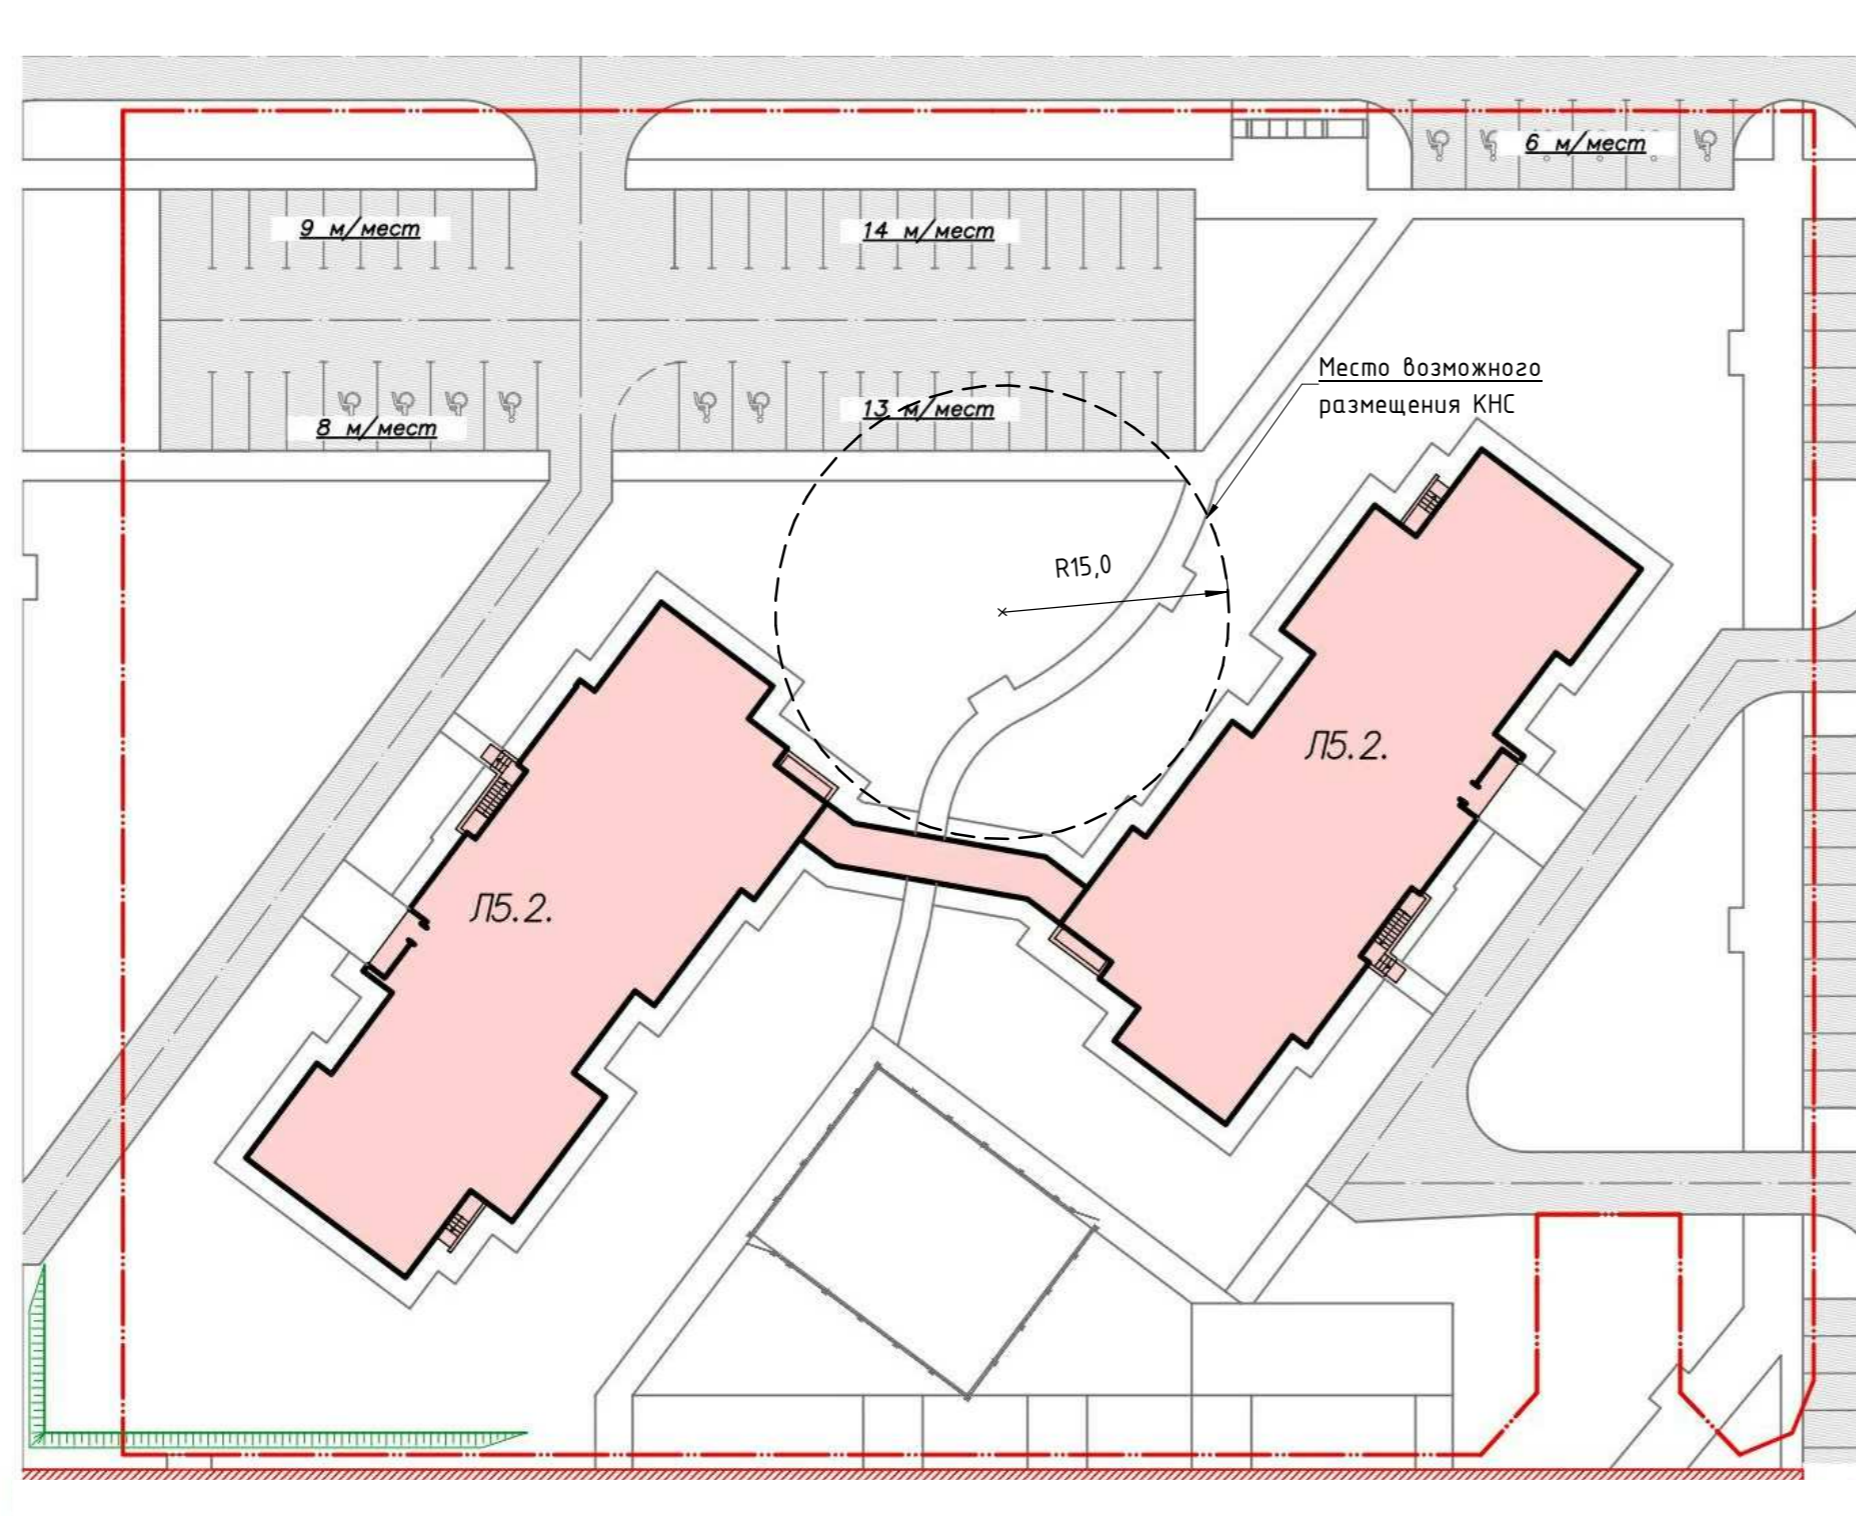 6 м/мест
9 м/мест
14 м/мест
Место возможного
размещения КНС
8 м/мест
13 м/мест
R15,0
Л5.2.
Л5.2.